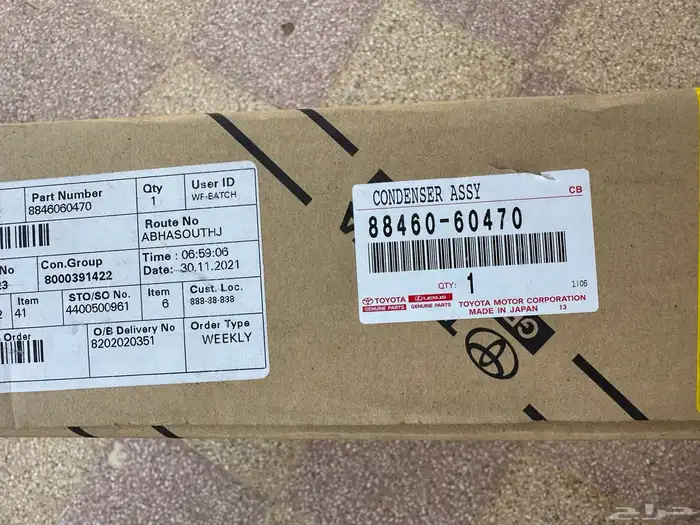 Part Number
8846060470
Qty
1
User ID
WF-BATCH
Route No
ABHASOUTHJ
No
23
Con.Group
8000391422
Time : 06:59:06
Date: 30.11.2021
Item
41
STO/SO No.
4400500961
Item
6
Cust. Loc.
888-38-838
Order
O/B Delivery No
8202020351
Order Type
WEEKLY
CONDENSER ASSY
CB
88460-60470
QTY: 1
1I06
TOYOTA
GENUINE PARTS
LEXUS
GENUINE PARTS
TOYOTA MOTOR CORPORATION
MADE IN JAPAN 13
حراج